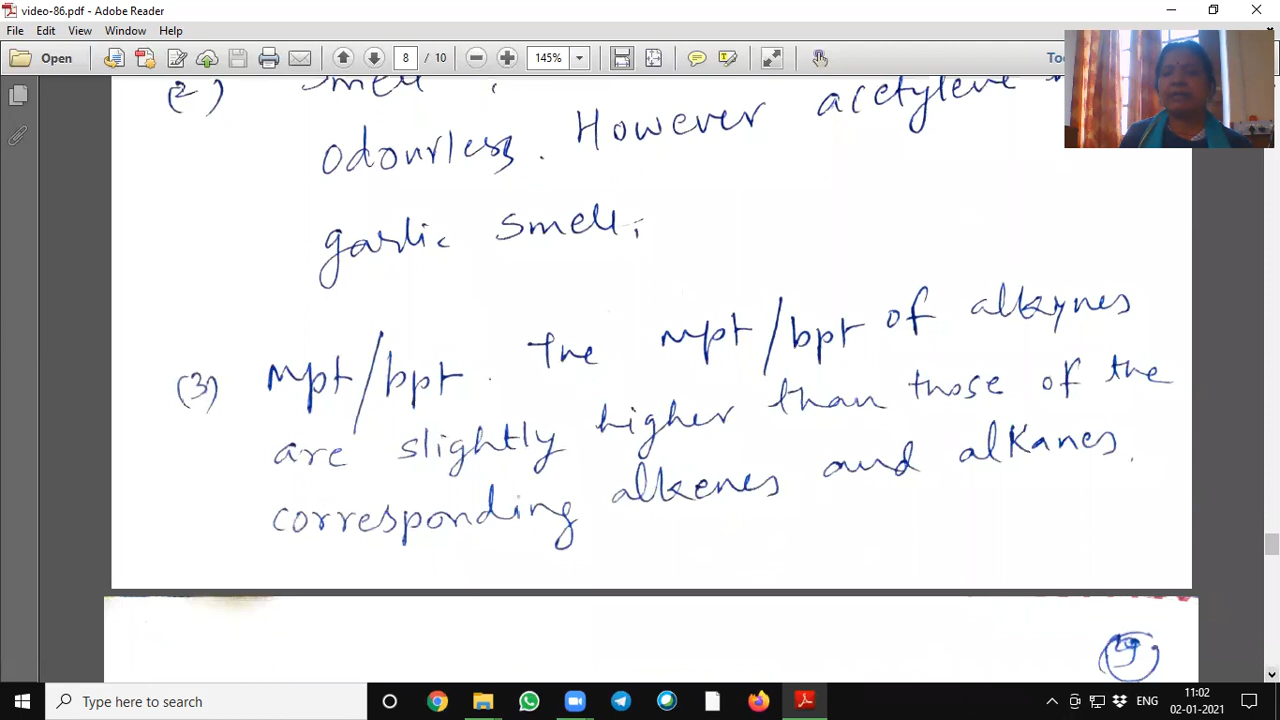 video-86.pdf - Adobe Reader
File Edit View Window Help
Open 8 / 10 145%
(2) Smell :
odourless. However acetylene
garlic smell.
(3) mpt/bpt. The mpt/bpt of alkynes
are slightly higher than those of the
corresponding alkenes and alkanes.
Type here to search
ENG
11:02
02-01-2021